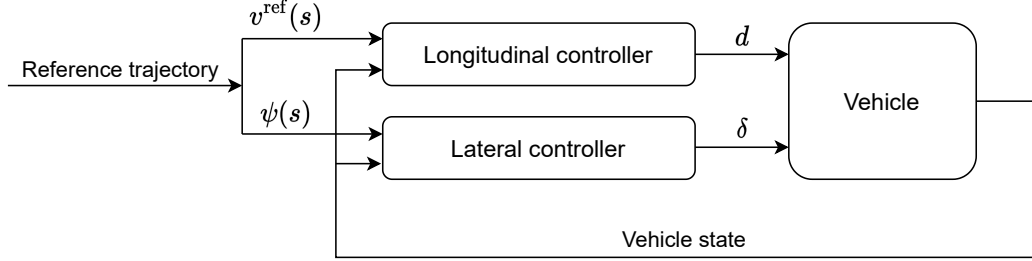 v^ref(s)
Reference trajectory
Longitudinal controller
d
ψ(s)
Vehicle
Lateral controller
δ
Vehicle state